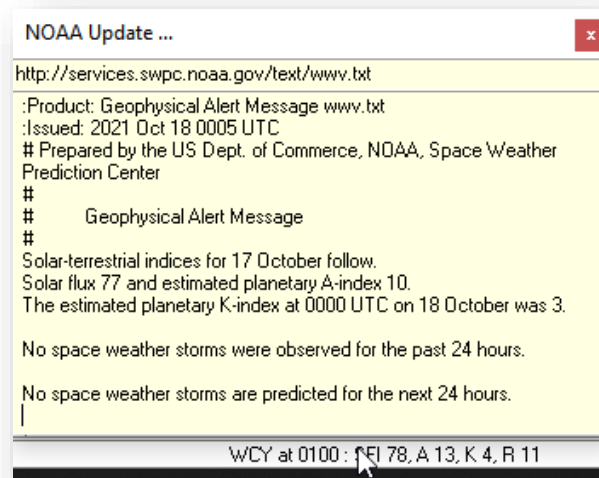 NOAA Update ...
x
http://services.swpc.noaa.gov/text/wwv.txt
:Product: Geophysical Alert Message wwv.txt
:Issued: 2021 Oct 18 0005 UTC
# Prepared by the US Dept. of Commerce, NOAA, Space Weather
Prediction Center
#
# Geophysical Alert Message
#
Solar-terrestrial indices for 17 October follow.
Solar flux 77 and estimated planetary A-index 10.
The estimated planetary K-index at 0000 UTC on 18 October was 3.
No space weather storms were observed for the past 24 hours.
No space weather storms are predicted for the next 24 hours.
WCY at 0100 : SFI 78, A 13, K 4, R 11